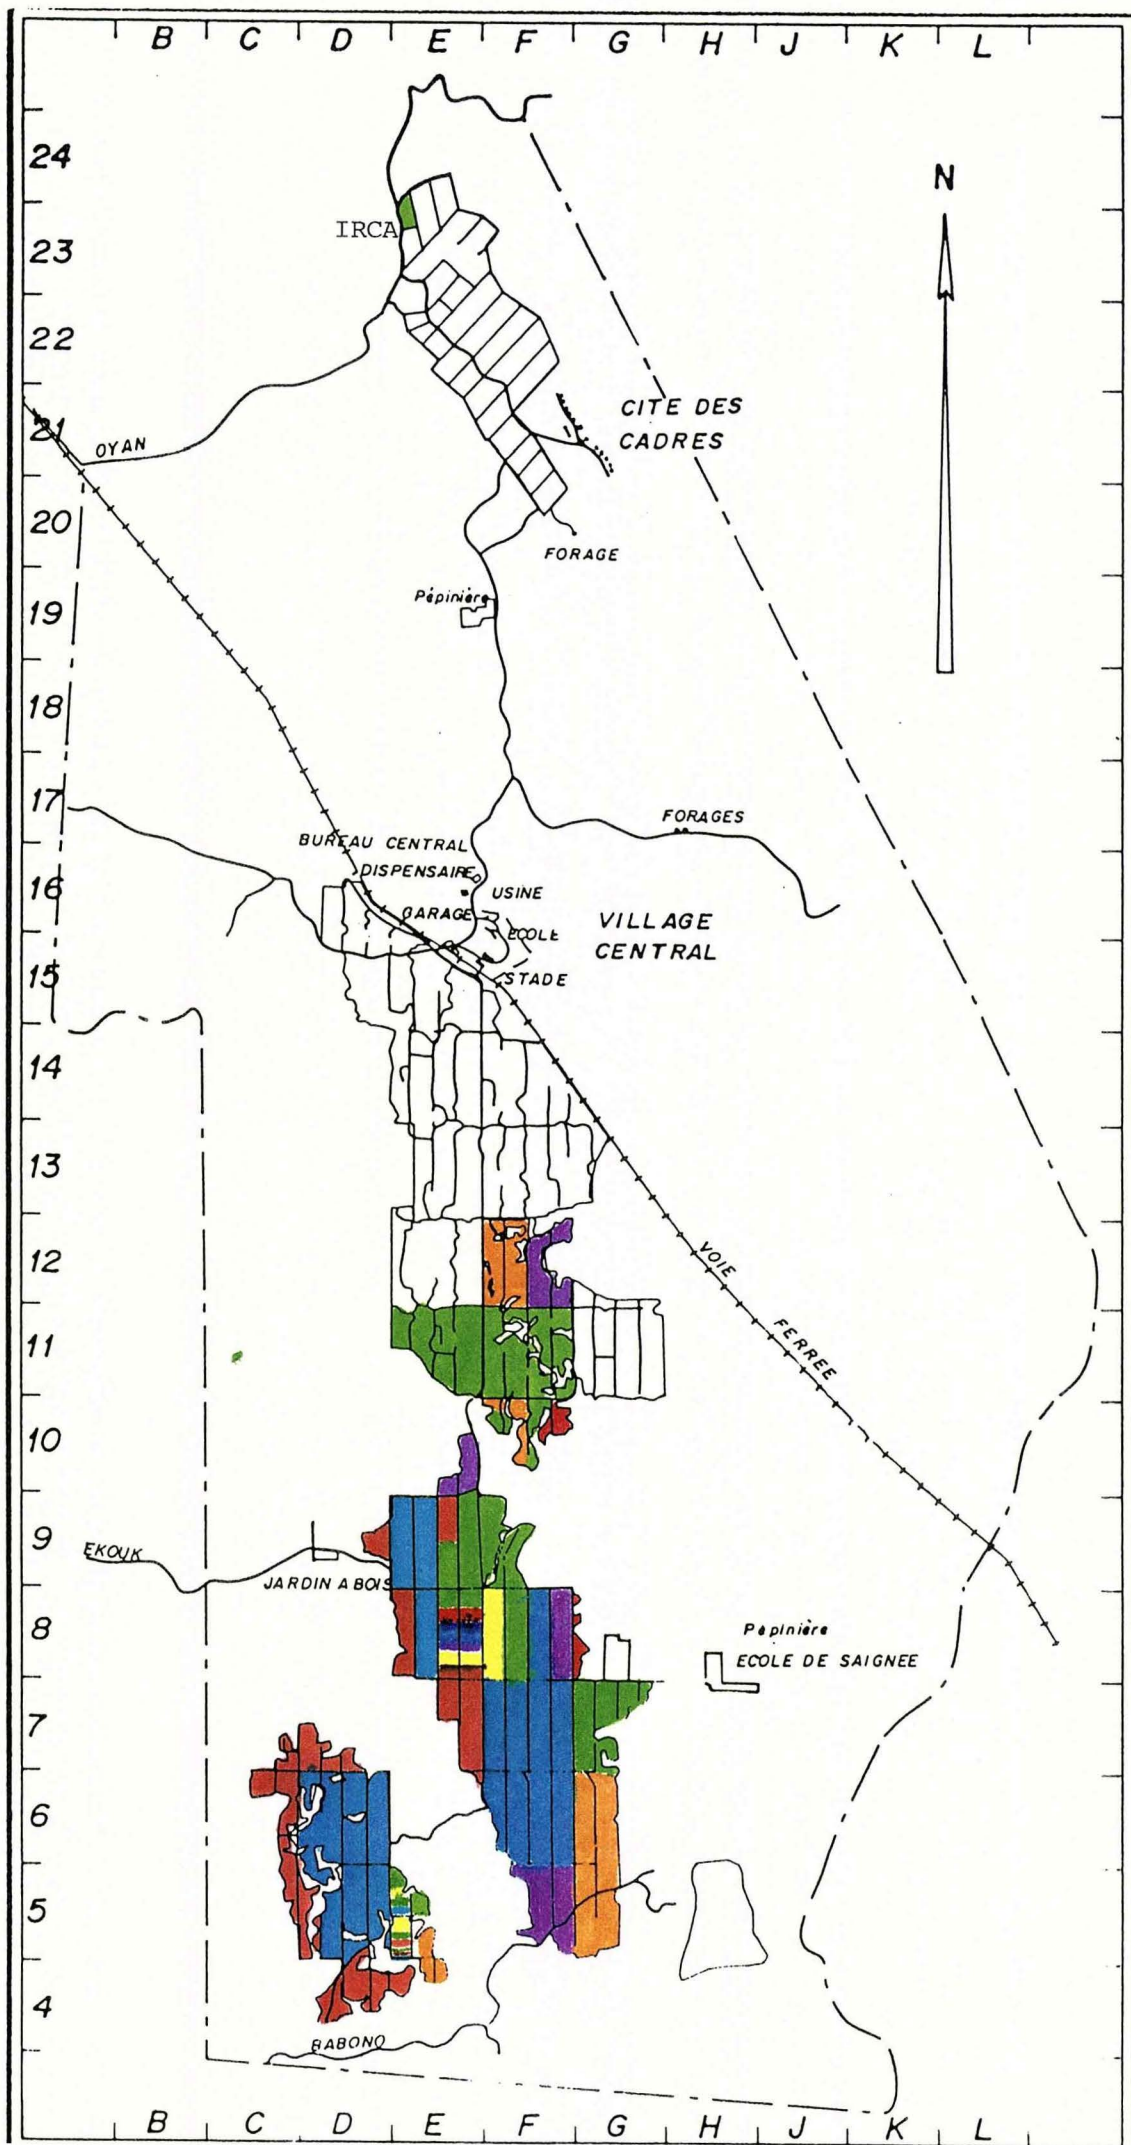 B C D E F G H J K L
24
N
IRCA
23
22
CITE DES
CADRES
21
OYAN
20
FORAGE
Pépinière
19
18
17
FORAGES
BUREAU CENTRAL
DISPENSAIRE
16
USINE
GARAGE
VILLAGE
CENTRAL
ECOLE
15
STADE
14
13
12
VOIE
FERREE
11
10
9
EKOUK
JARDIN A BOIS
8
Pépinière
ECOLE DE SAIGNEE
7
6
5
4
BABONO
B C D E F G H J K L